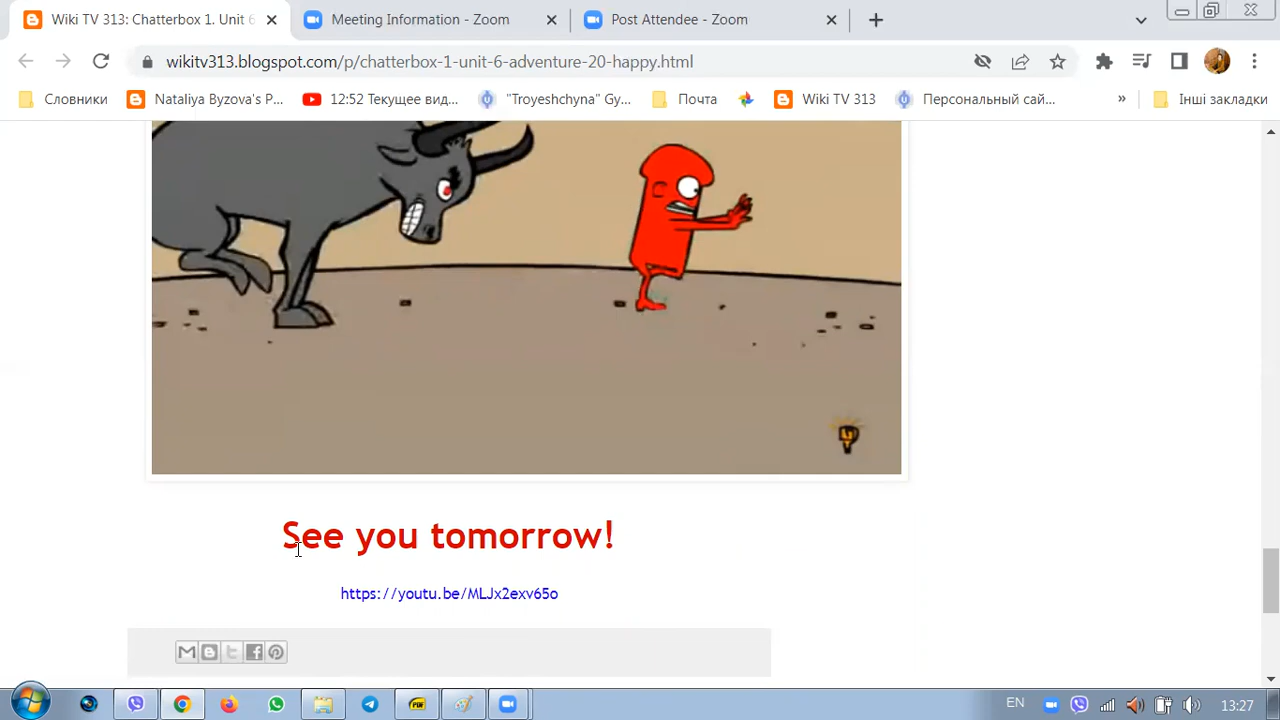 Wiki TV 313: Chatterbox 1. Unit 6
Meeting Information - Zoom
Post Attendee - Zoom
wikitv313.blogspot.com/p/chatterbox-1-unit-6-adventure-20-happy.html
Словники
Nataliya Byzova's P...
12:52 Текущее вид...
"Troyeshchyna" Gy...
Почта
Wiki TV 313
Персональный сай...
»
Інші закладки
See you tomorrow!
https://youtu.be/MLJx2exv65o
PDF
EN
13:27